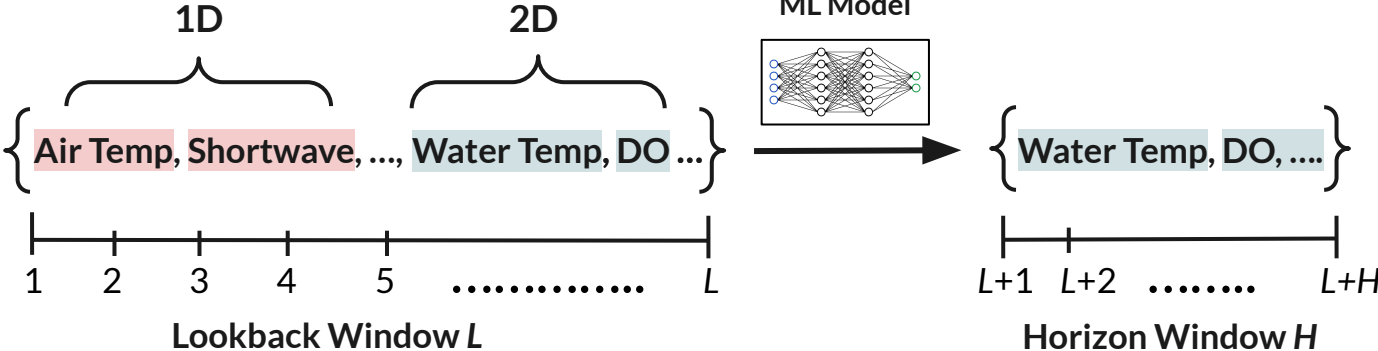 1D
2D
ML Model
Air Temp, Shortwave, ..., Water Temp, DO ...
Water Temp, DO, ....
1 2 3 4 5 .............. L
L+1 L+2 ........ L+H
Lookback Window L
Horizon Window H